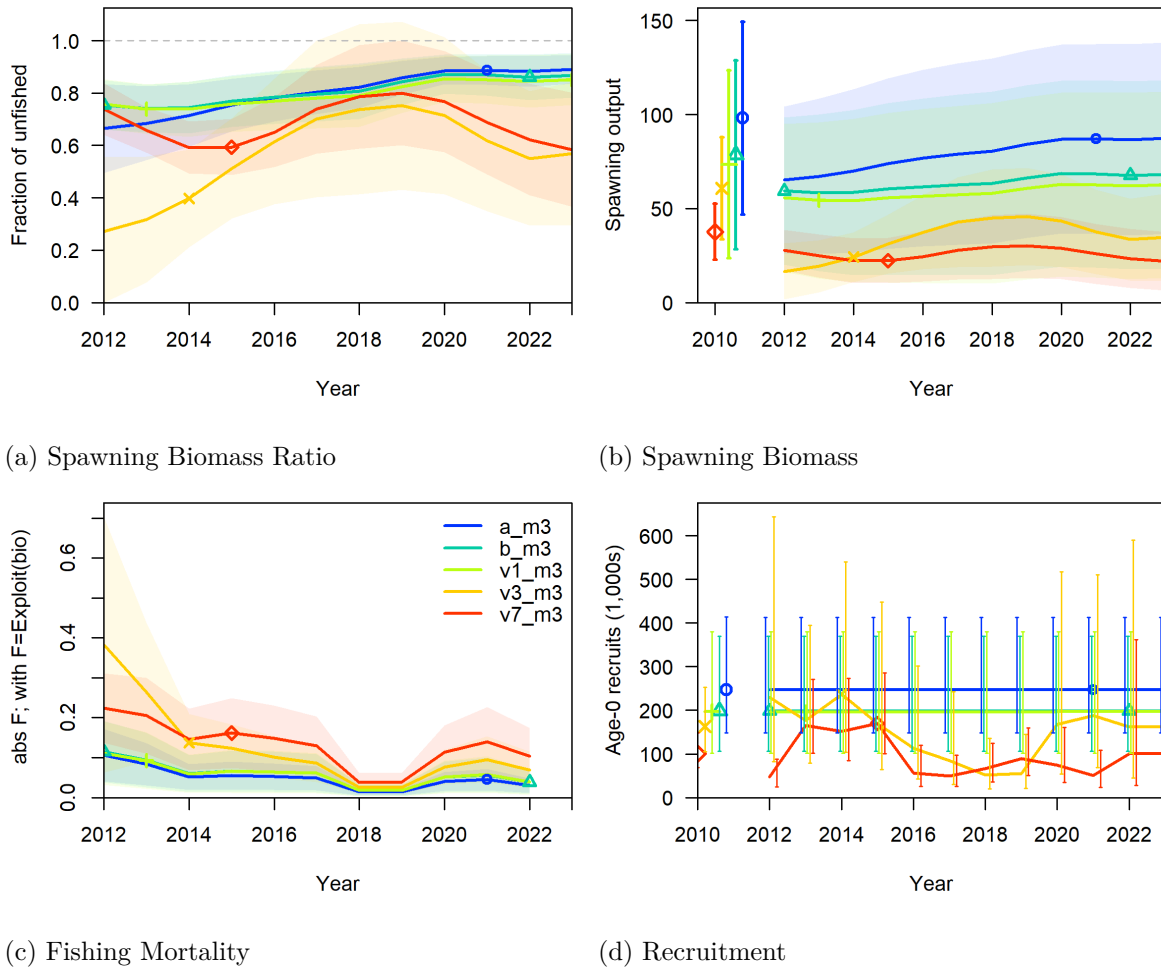 Fraction of unfished
1.0
0.8
0.6
0.4
0.2
0.0
2012 2014 2016 2018 2020 2022
Year
(a) Spawning Biomass Ratio
Spawning output
150
100
50
0
2010 2012 2014 2016 2018 2020 2022
Year
(b) Spawning Biomass
abs F; with F=Exploit(bio)
0.6
0.4
0.2
0.0
a_m3
b_m3
v1_m3
v3_m3
v7_m3
2012 2014 2016 2018 2020 2022
Year
(c) Fishing Mortality
Age-0 recruits (1,000s)
600
500
400
300
200
100
0
2010 2012 2014 2016 2018 2020 2022
Year
(d) Recruitment